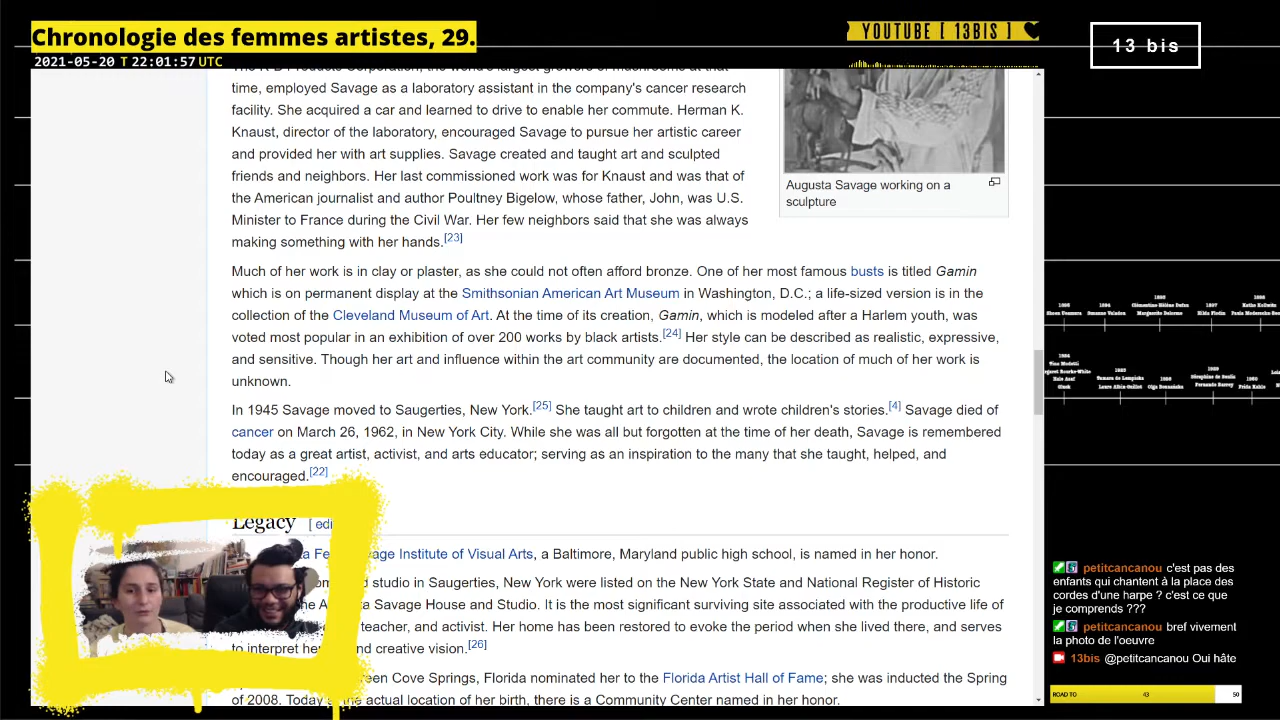 Chronologie des femmes artistes, 29.
2021-05-20 T 22:01:57 UTC
YOUTUBE [ 13BIS ]
13 bis
time, employed Savage as a laboratory assistant in the company's cancer research
facility. She acquired a car and learned to drive to enable her commute. Herman K.
Knaust, director of the laboratory, encouraged Savage to pursue her artistic career
and provided her with art supplies. Savage created and taught art and sculpted
friends and neighbors. Her last commissioned work was for Knaust and was that of
the American journalist and author Poultney Bigelow, whose father, John, was U.S.
Minister to France during the Civil War. Her few neighbors said that she was always
making something with her hands.[23]
Augusta Savage working on a
sculpture
Much of her work is in clay or plaster, as she could not often afford bronze. One of her most famous busts is titled Gamin
which is on permanent display at the Smithsonian American Art Museum in Washington, D.C.; a life-sized version is in the
collection of the Cleveland Museum of Art. At the time of its creation, Gamin, which is modeled after a Harlem youth, was
voted most popular in an exhibition of over 200 works by black artists.[24] Her style can be described as realistic, expressive,
and sensitive. Though her art and influence within the art community are documented, the location of much of her work is
unknown.
In 1945 Savage moved to Saugerties, New York.[25] She taught art to children and wrote children's stories.[4] Savage died of
cancer on March 26, 1962, in New York City. While she was all but forgotten at the time of her death, Savage is remembered
today as a great artist, activist, and arts educator; serving as an inspiration to the many that she taught, helped, and
encouraged.[22]
Legacy [ edi
Institute of Visual Arts, a Baltimore, Maryland public high school, is named in her honor.
studio in Saugerties, New York were listed on the New York State and National Register of Historic
Savage House and Studio. It is the most significant surviving site associated with the productive life of
teacher, and activist. Her home has been restored to evoke the period when she lived there, and serves
to interpret her nd creative vision.[26]
Cove Springs, Florida nominated her to the Florida Artist Hall of Fame; she was inducted the Spring
of 2008. Today actual location of her birth, there is a Community Center named in her honor.
1894
Suzanne Valadon
1897
1898
Tamara de Lempicka
Olga Boznańska
1930
Frida Kahlo
petitcancanou c'est pas des
enfants qui chantent à la place des
cordes d'une harpe ? c'est ce que
je comprends ???
petitcancanou bref vivement
la photo de l'oeuvre
13bis @petitcancanou Oui hâte
ROAD TO 43 50